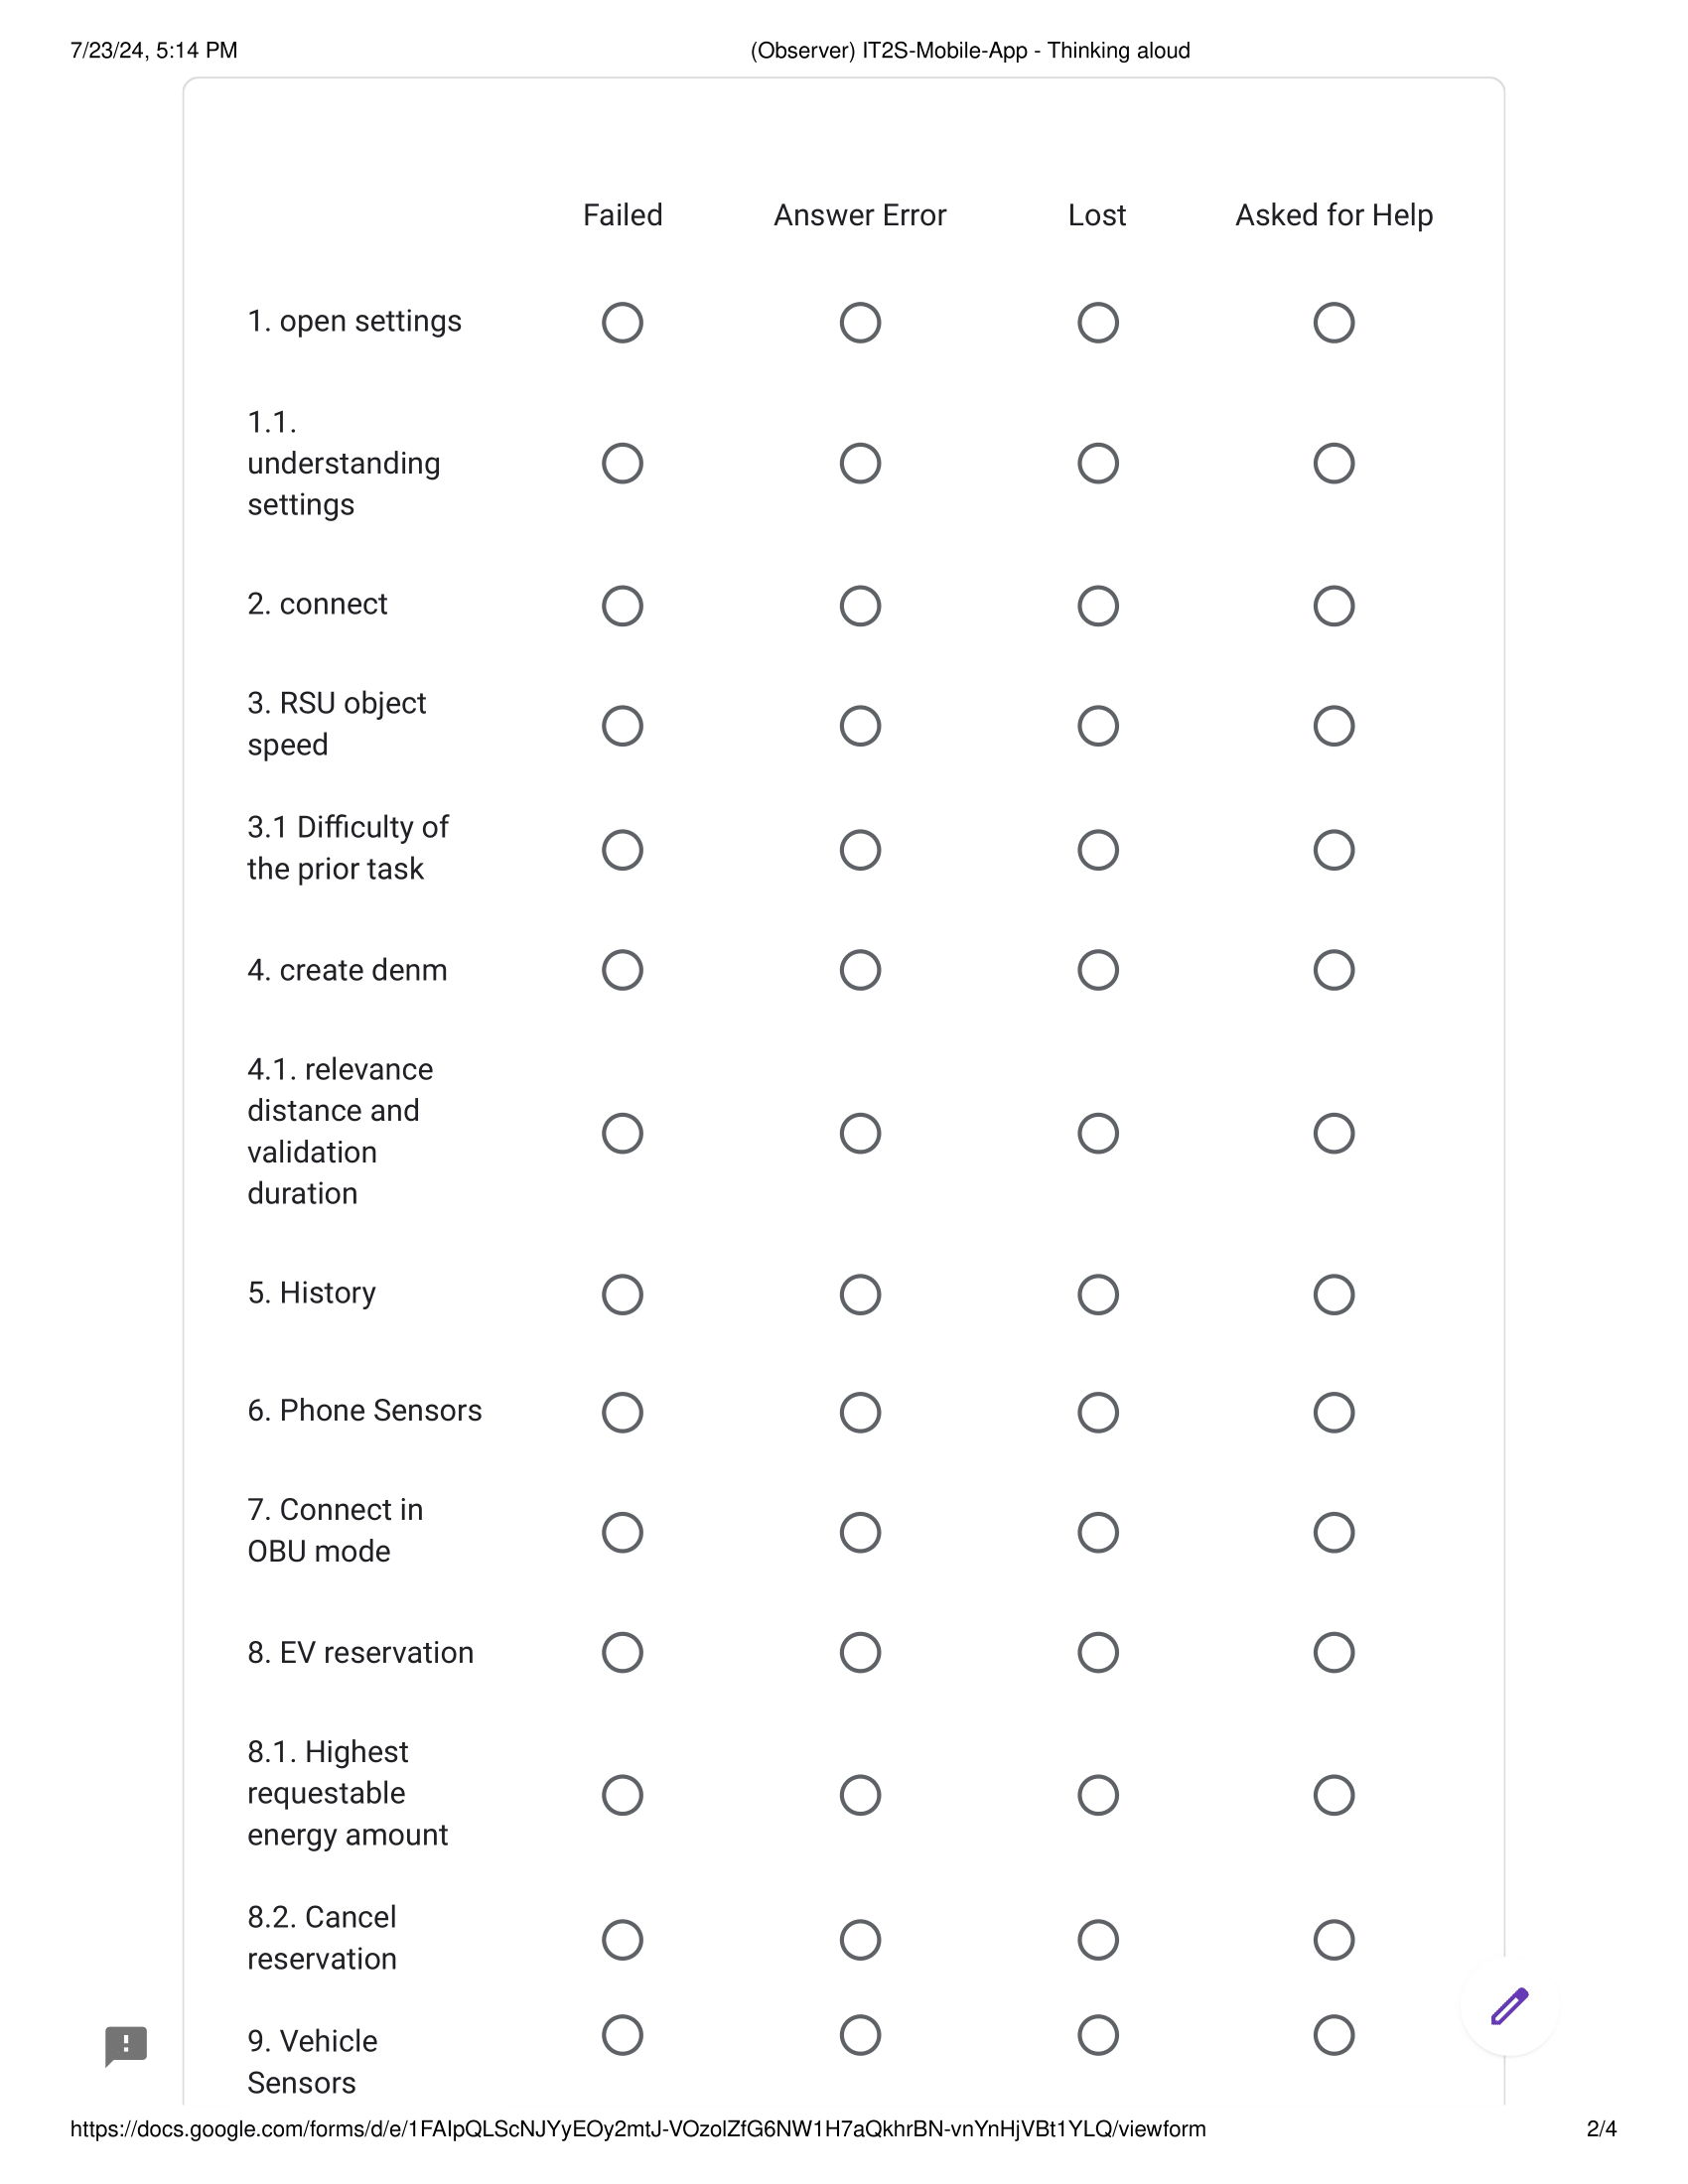 7/23/24, 5:14 PM (Observer) IT2S-Mobile-App - Thinking aloud
Failed Answer Error Lost Asked for Help
1. open settings
1.1.
understanding
settings
2. connect
3. RSU object
speed
3.1 Difficulty of
the prior task
4. create denm
4.1. relevance
distance and
validation
duration
5. History
6. Phone Sensors
7. Connect in
OBU mode
8. EV reservation
8.1. Highest
requestable
energy amount
8.2. Cancel
reservation
9. Vehicle
Sensors
https://docs.google.com/forms/d/e/1FAIpQLScNJYyEOy2mtJ-VOzolZfG6NW1H7aQkhrBN-vnYnHjVBt1YLQ/viewform 2/4